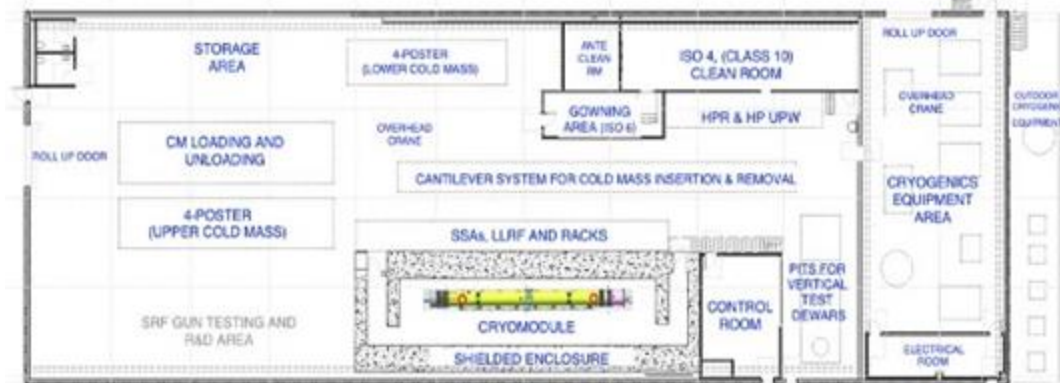 STORAGE
AREA
4-POSTER
(LOWER COLD MASS)
ANTE
CLEAN
RM
ISO 4, (CLASS 10)
CLEAN ROOM
ROLL UP DOOR
GOWNING
AREA (ISO 6)
HPR & HP UPW
OVERHEAD
CRANE
OUTDOOR
CRYOGENIC
EQUIPMENT
ROLL UP DOOR
CM LOADING AND
UNLOADING
OVERHEAD
CRANE
CANTILEVER SYSTEM FOR COLD MASS INSERTION & REMOVAL
CRYOGENICS
EQUIPMENT
AREA
4-POSTER
(UPPER COLD MASS)
SSAs, LLRF AND RACKS
SRF GUN TESTING AND
R&D AREA
CRYOMODULE
SHIELDED ENCLOSURE
CONTROL
ROOM
PITS FOR
VERTICAL
TEST
DEWARS
ELECTRICAL
ROOM